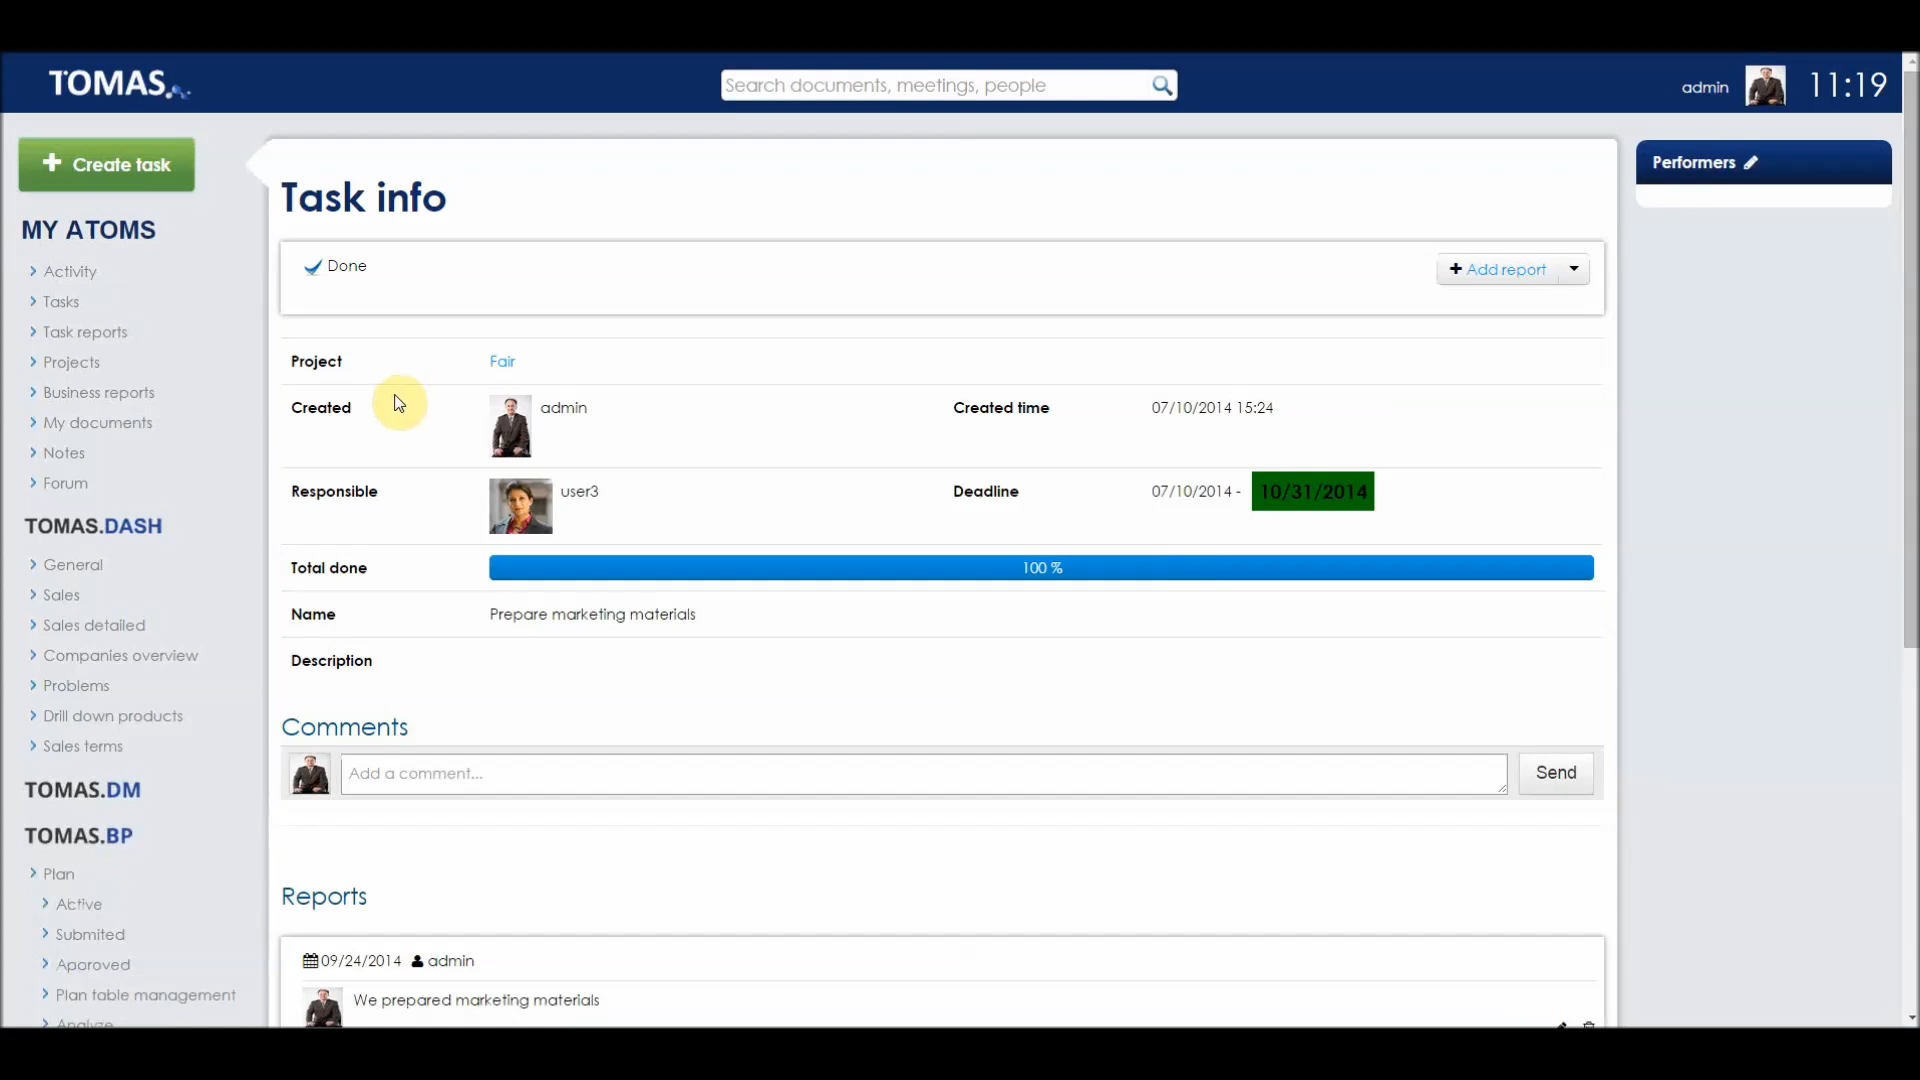 TOMAS.
Search documents, meetings, people
admin
11:19
Create task
MY ATOMS
Activity
Tasks
Task reports
Projects
Business reports
My documents
Notes
Forum
TOMAS.DASH
General
Sales
Sales detailed
Companies overview
Problems
Drill down products
Sales terms
TOMAS.DM
TOMAS.BP
Plan
Active
Submited
Aporoved
Plan table management
Analyze
Task info
Done
Add report
Project Fair
Created admin Created time 07/10/2014 15:24
Responsible user3 Deadline 07/10/2014 - 10/31/2014
Total done 100 %
Name Prepare marketing materials
Description
Comments
Add a comment...
Send
Reports
09/24/2014 admin
We prepared marketing materials
Performers